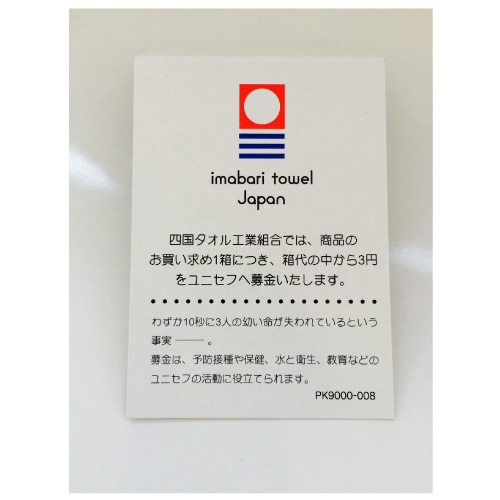 imabari towel
Japan
四国タオル工業組合では、商品の
お買い求め1箱につき、箱代の中から3円
をユニセフへ募金いたします。
わずか10秒に3人の幼い命が失われているという
事実 ―― 。
募金は、予防接種や保健、水と衛生、教育などの
ユニセフの活動に役立てられます。
PK9000-008